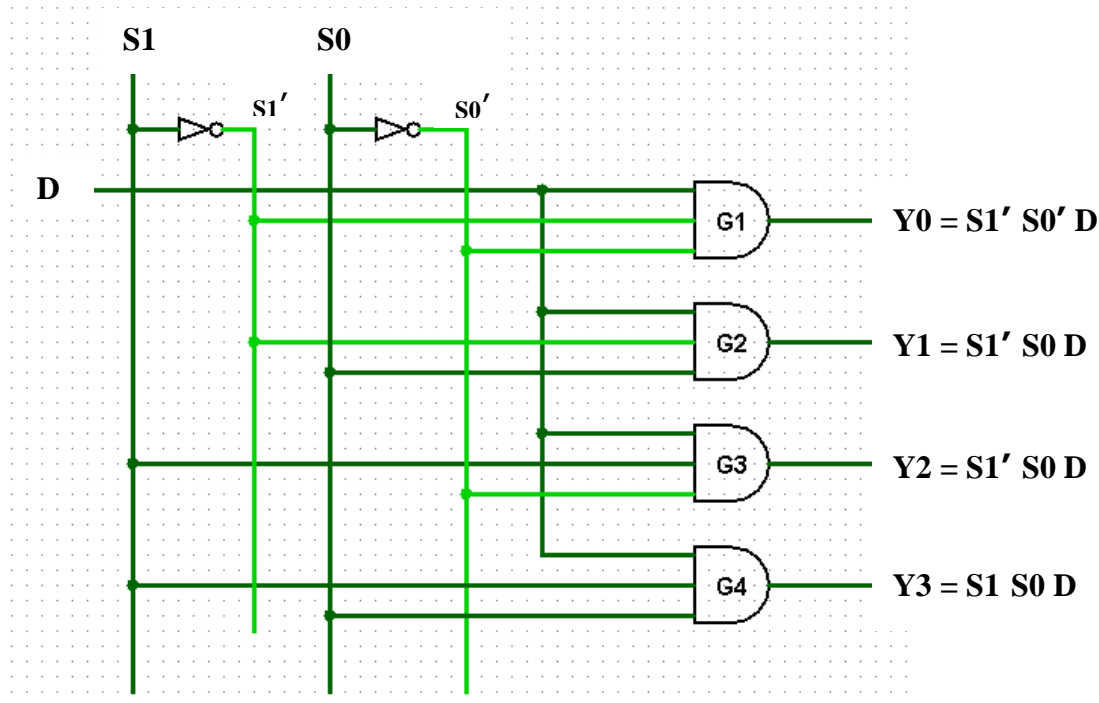 S1 S0
S1′ S0′
D
G1 Y0 = S1′ S0′ D
G2 Y1 = S1′ S0 D
G3 Y2 = S1′ S0 D
G4 Y3 = S1 S0 D